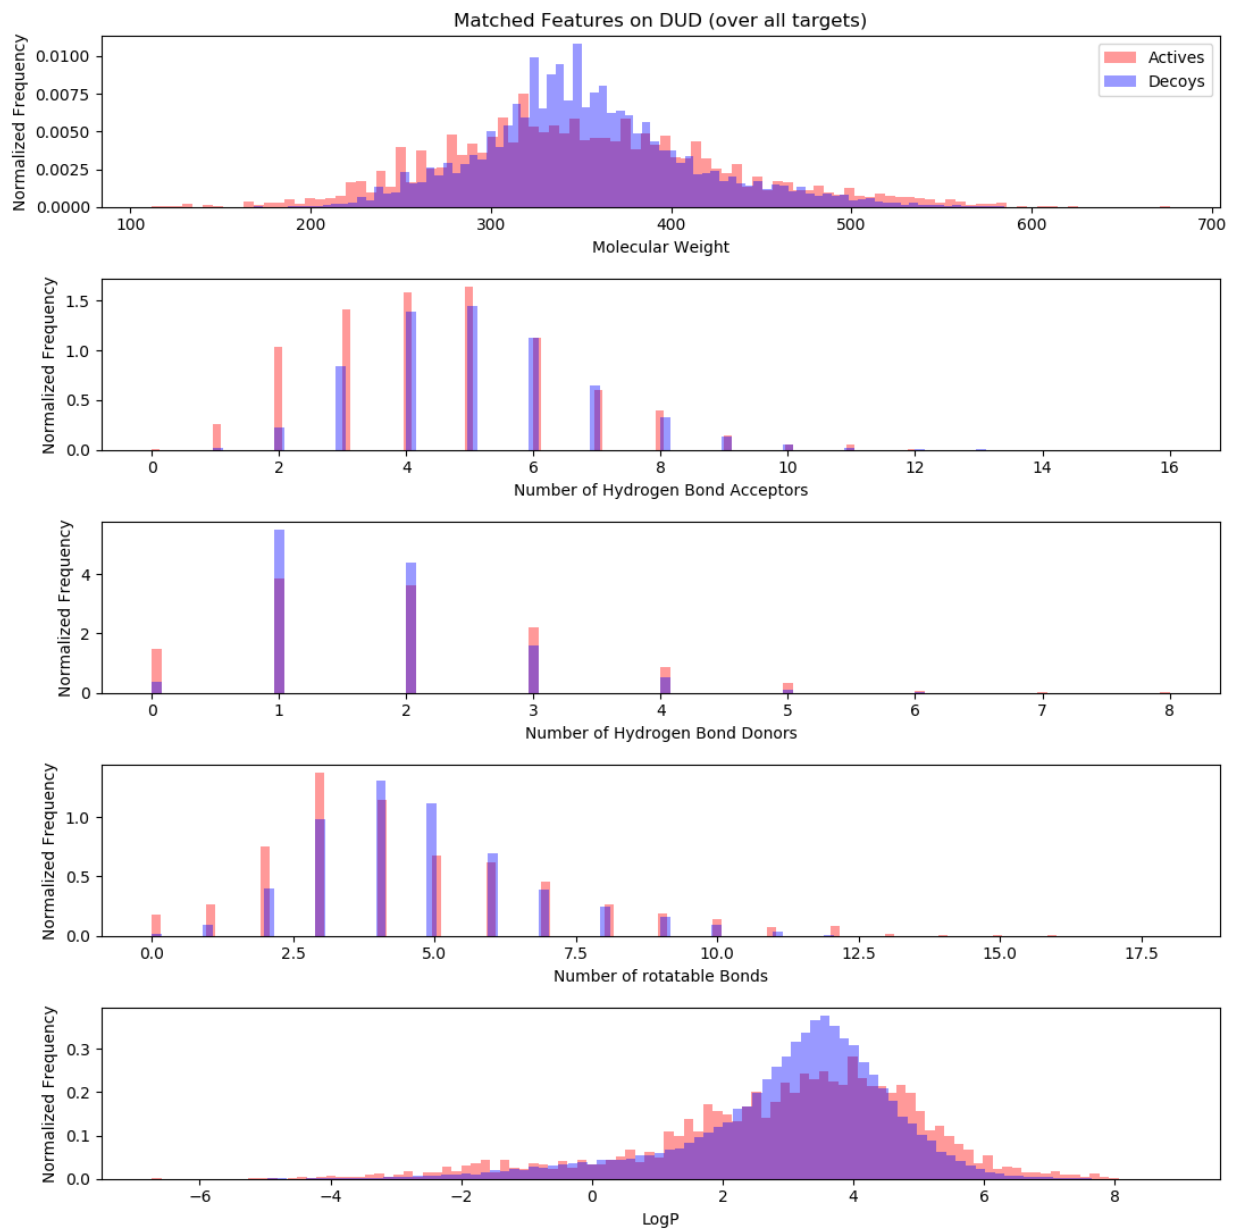 Matched Features on DUD (over all targets)
Normalized Frequency
0.0100
0.0075
0.0050
0.0025
0.0000
Actives
Decoys
100 200 300 400 500 600 700
Molecular Weight
Normalized Frequency
1.5
1.0
0.5
0.0
0 2 4 6 8 10 12 14 16
Number of Hydrogen Bond Acceptors
Normalized Frequency
4
2
0
0 1 2 3 4 5 6 7 8
Number of Hydrogen Bond Donors
Normalized Frequency
1.0
0.5
0.0
0.0 2.5 5.0 7.5 10.0 12.5 15.0 17.5
Number of rotatable Bonds
Normalized Frequency
0.3
0.2
0.1
0.0
−6 −4 −2 0 2 4 6 8
LogP